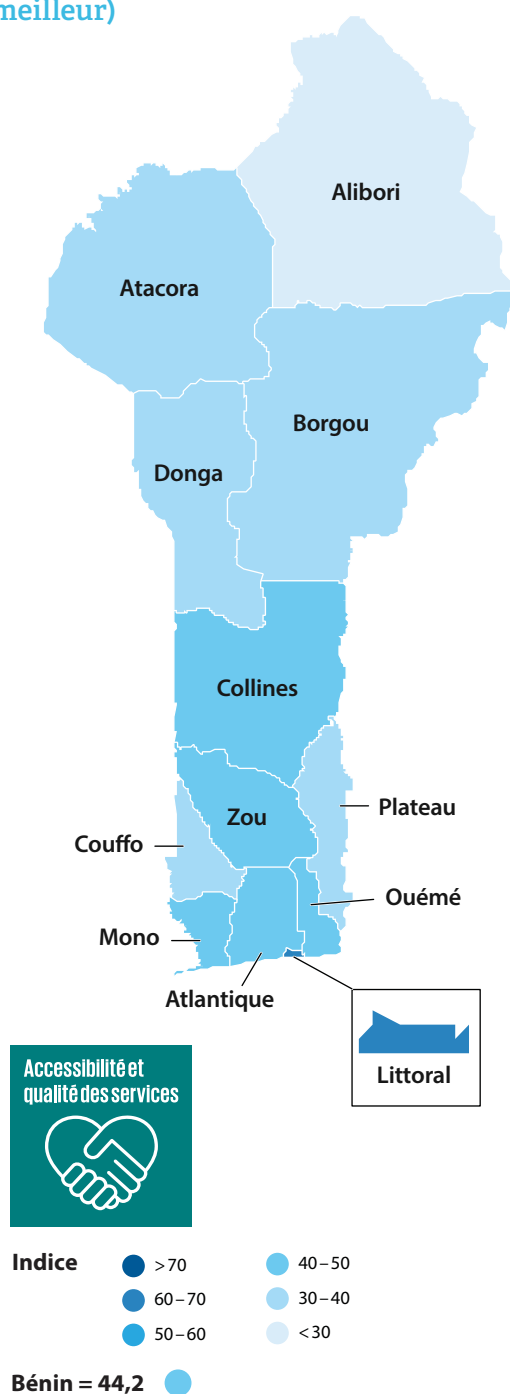 meilleur)
Alibori
Atacora
Borgou
Donga
Collines
Zou
Plateau
Couffo
Ouémé
Mono
Atlantique
Littoral
Accessibilité et
qualité des services
Indice
>70
40–50
60–70
30–40
50–60
<30
Bénin = 44,2